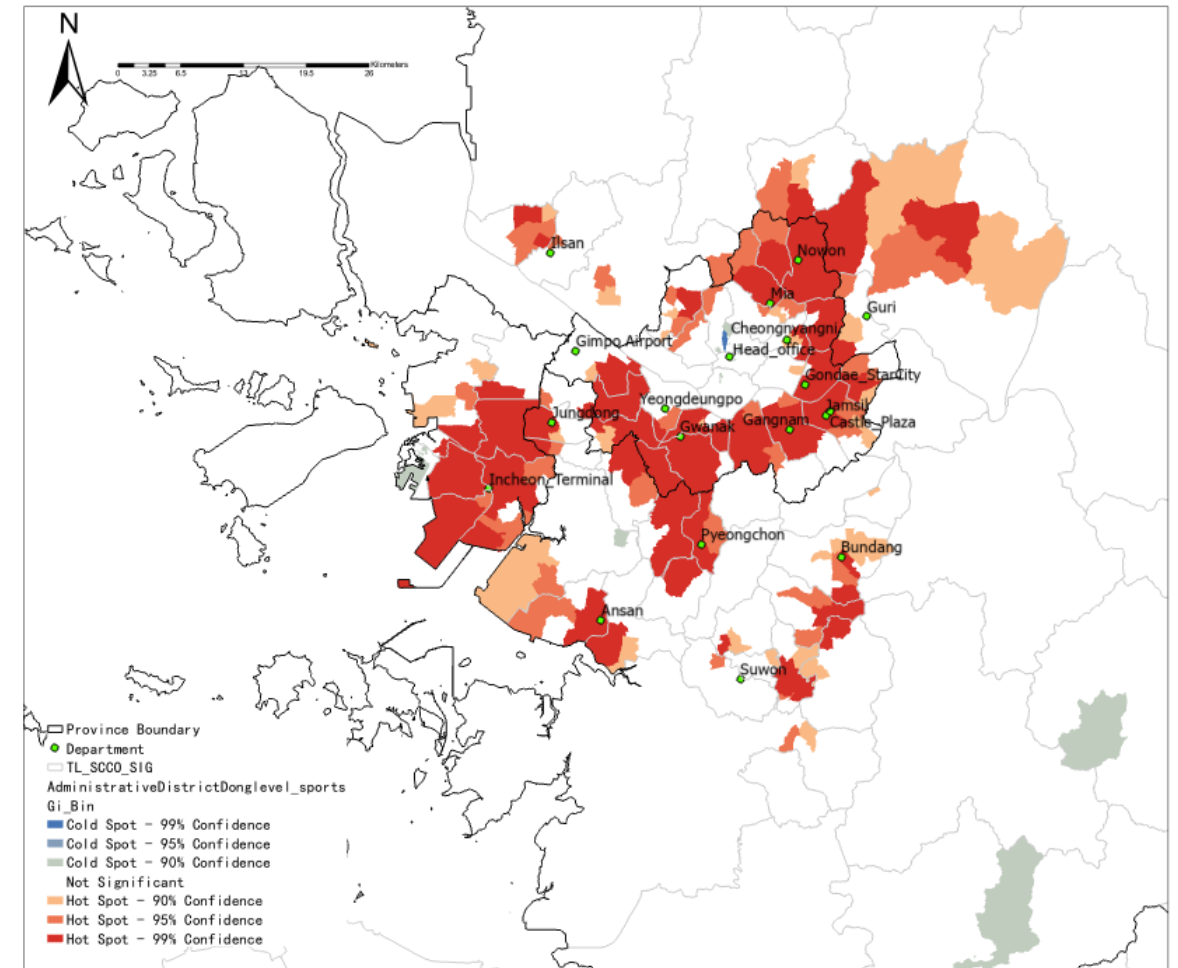 N
Kilometers
0 3.25 6.5 13 19.5 26
Ilsan
Nowon
Mia
Guri
Cheongnyangni
Gimpo_Airport
Head_office
Gondae_StarCity
Yeongdeungpo
Jamsil
Jungdong
Gwanak
Gangnam
Castle_Plaza
Incheon_Terminal
Pyeongchon
Bundang
Ansan
Suwon
Province Boundary
Department
TL_SCCO_SIG
AdministrativeDistrictDonglevel_sports
Gi_Bin
Cold Spot - 99% Confidence
Cold Spot - 95% Confidence
Cold Spot - 90% Confidence
Not Significant
Hot Spot - 90% Confidence
Hot Spot - 95% Confidence
Hot Spot - 99% Confidence